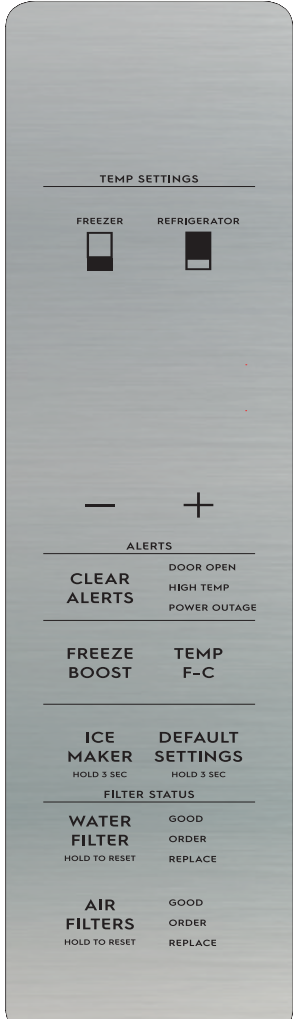 TEMP SETTINGS
FREEZER REFRIGERATOR
— +
ALERTS
CLEAR
ALERTS
DOOR OPEN
HIGH TEMP
POWER OUTAGE
FREEZE
BOOST
TEMP
F-C
ICE
MAKER
HOLD 3 SEC
DEFAULT
SETTINGS
HOLD 3 SEC
FILTER STATUS
WATER
FILTER
HOLD TO RESET
GOOD
ORDER
REPLACE
AIR
FILTERS
HOLD TO RESET
GOOD
ORDER
REPLACE